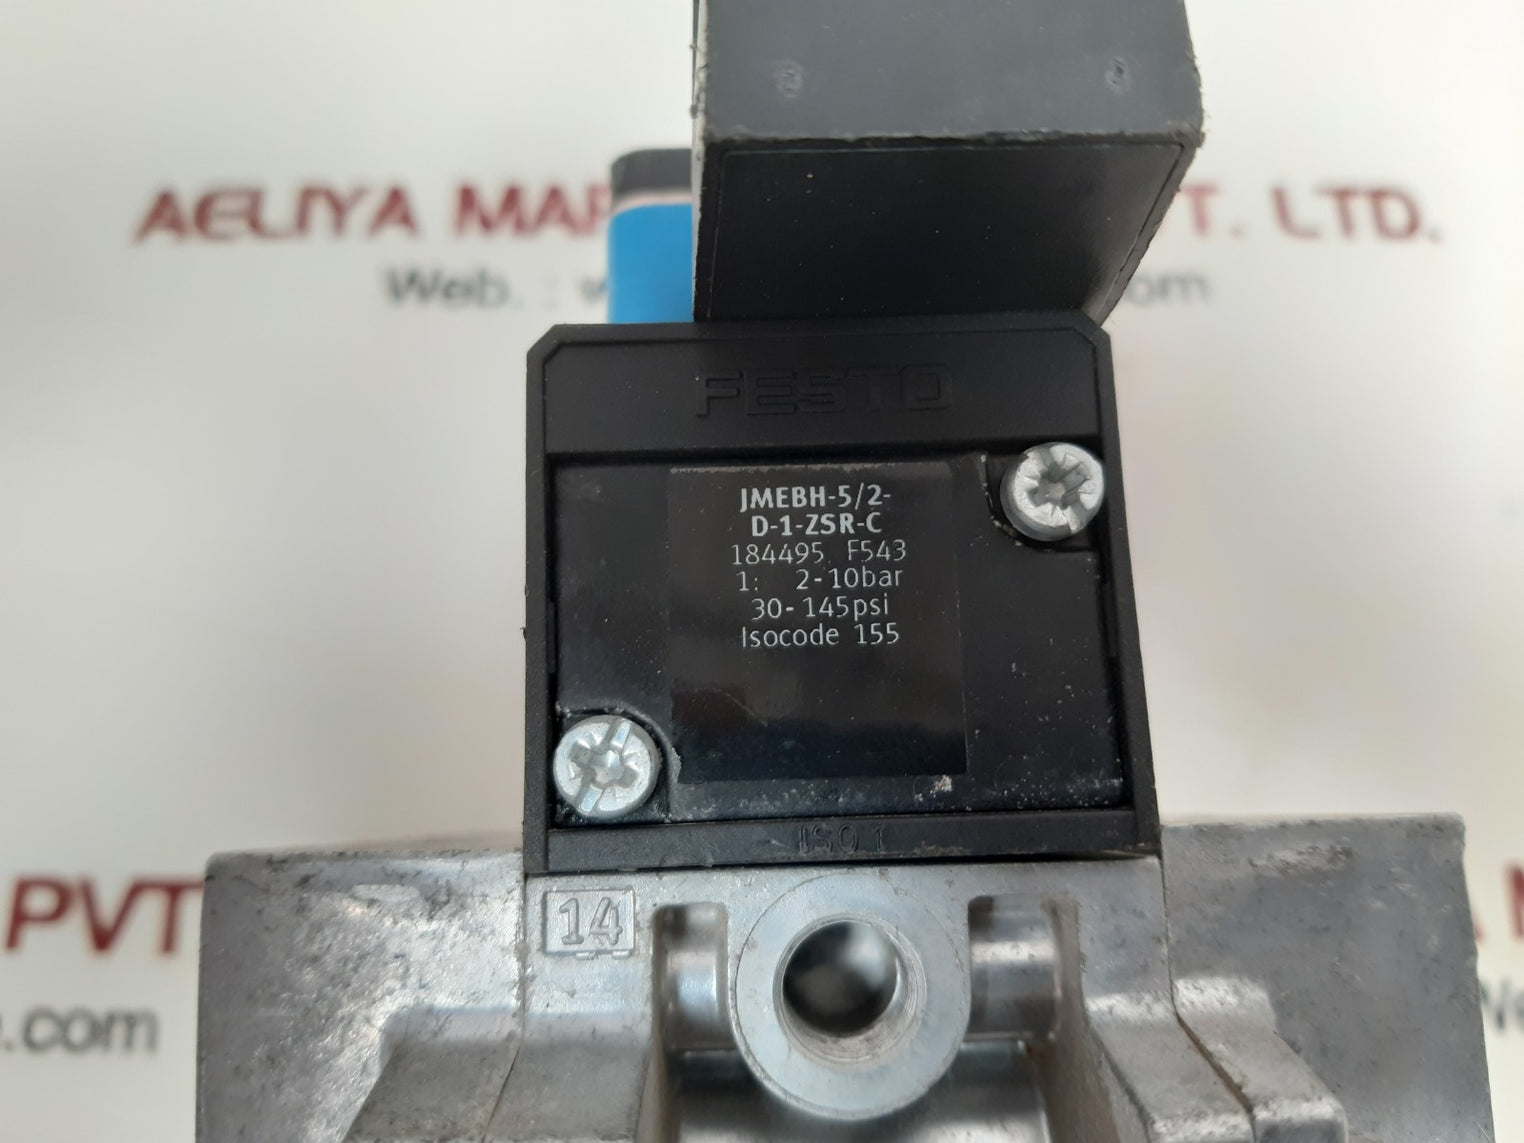 AELIYA MAR T. LTD.
Web. : w om
FESTO
JMEBH-5/2-
D-1-ZSR-C
184495 F543
1: 2-10bar
30-145psi
Isocode 155
ISO 1
14
PVT
e.com